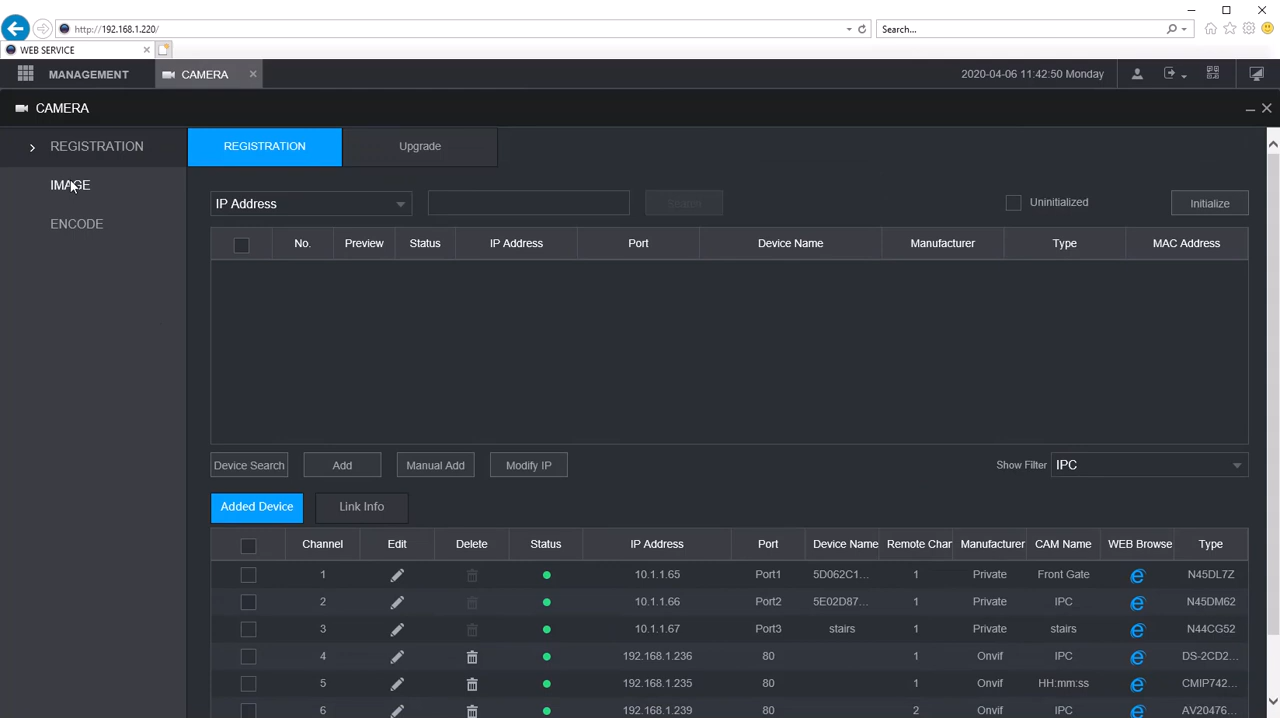 http://192.168.1.220/
Search...
WEB SERVICE
MANAGEMENT
CAMERA
2020-04-06 11:42:50 Monday
CAMERA
REGISTRATION
REGISTRATION
Upgrade
IMAGE
IP Address
Search
Uninitialized
Initialize
ENCODE
No. Preview Status IP Address Port Device Name Manufacturer Type MAC Address
Device Search Add Manual Add Modify IP Show Filter IPC
Added Device Link Info
Channel Edit Delete Status IP Address Port Device Name Remote Char Manufacturer CAM Name WEB Browse Type
1 10.1.1.65 Port1 5D062C1... 1 Private Front Gate N45DL7Z
2 10.1.1.66 Port2 5E02D87... 1 Private IPC N45DM62
3 10.1.1.67 Port3 stairs 1 Private stairs N44CG52
4 192.168.1.236 80 1 Onvif IPC DS-2CD2...
5 192.168.1.235 80 1 Onvif HH:mm:ss CMIP742...
6 192.168.1.239 80 2 Onvif IPC AV20476...